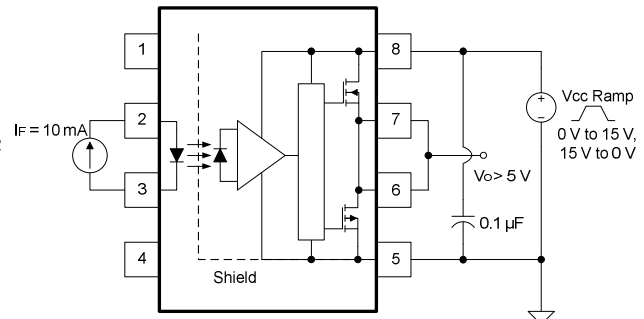 1
2
3
4
IF = 10 mA
Shield
8
7
6
5
VO > 5 V
0.1 µF
Vcc Ramp
0 V to 15 V,
15 V to 0 V
+
−